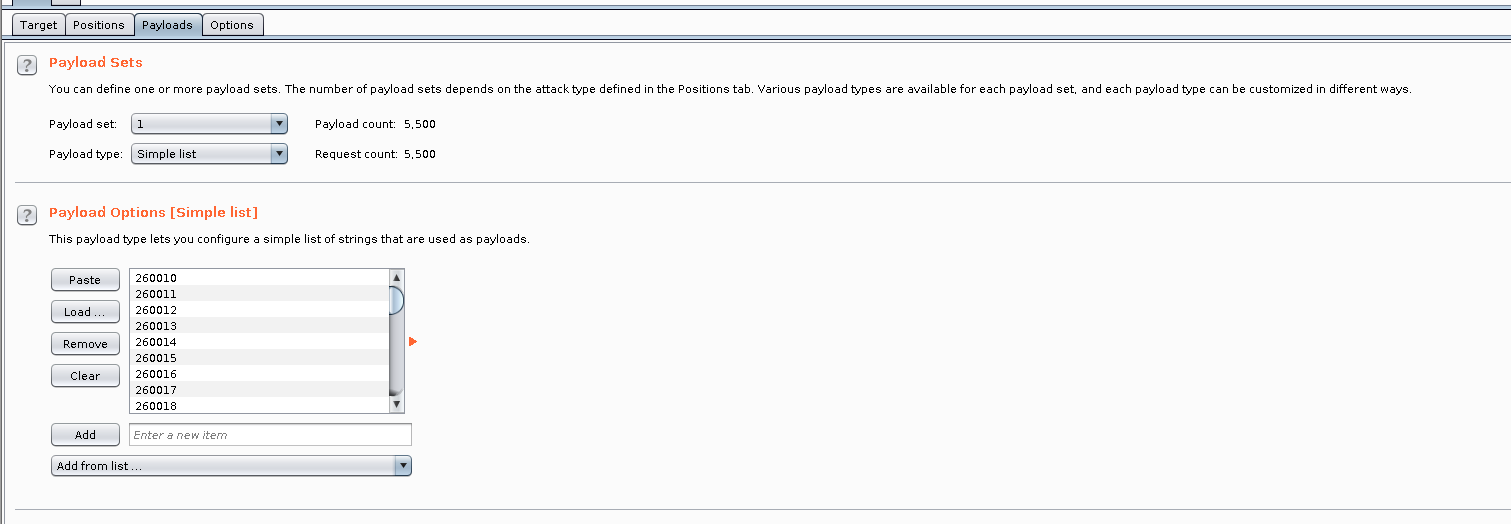 Target Positions Payloads Options
? Payload Sets
You can define one or more payload sets. The number of payload sets depends on the attack type defined in the Positions tab. Various payload types are available for each payload set, and each payload type can be customized in different ways.
Payload set: 1 Payload count: 5,500
Payload type: Simple list Request count: 5,500
? Payload Options [Simple list]
This payload type lets you configure a simple list of strings that are used as payloads.
Paste
Load ...
Remove
Clear
260010
260011
260012
260013
260014
260015
260016
260017
260018
Add Enter a new item
Add from list ...